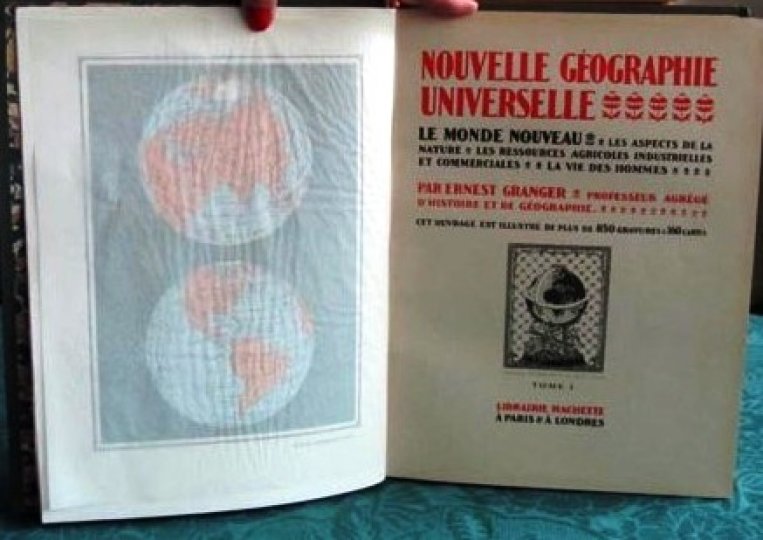 NOUVELLE GÉOGRAPHIE
UNIVERSELLE
LE MONDE NOUVEAU LES ASPECTS DE LA
NATURE LES RESSOURCES AGRICOLES INDUSTRIELLES
ET COMMERCIALES LA VIE DES HOMMES
PAR ERNEST GRANGER PROFESSEUR AGRÉGÉ
D'HISTOIRE ET DE GÉOGRAPHIE.
CET OUVRAGE EST ILLUSTRÉ DE PLUS DE 850 GRAVURES & 360 CARTES
TOME I
LIBRAIRIE HACHETTE
À PARIS & À LONDRES